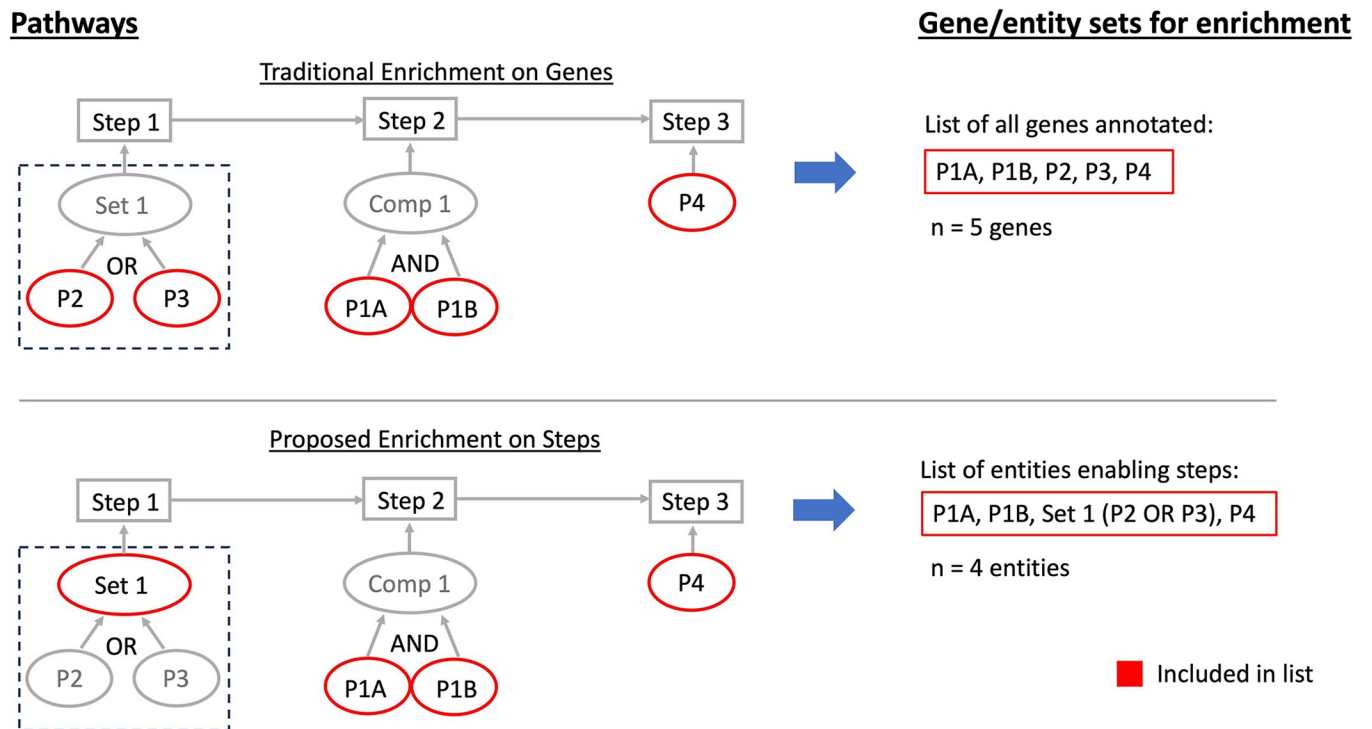 Pathways
Gene/entity sets for enrichment
Traditional Enrichment on Genes
Step 1
Step 2
Step 3
List of all genes annotated:
P1A, P1B, P2, P3, P4
n = 5 genes
Set 1
Comp 1
P4
OR
AND
P2
P3
P1A
P1B
Proposed Enrichment on Steps
Step 1
Step 2
Step 3
List of entities enabling steps:
P1A, P1B, Set 1 (P2 OR P3), P4
n = 4 entities
Set 1
Comp 1
P4
OR
AND
P2
P3
P1A
P1B
Included in list